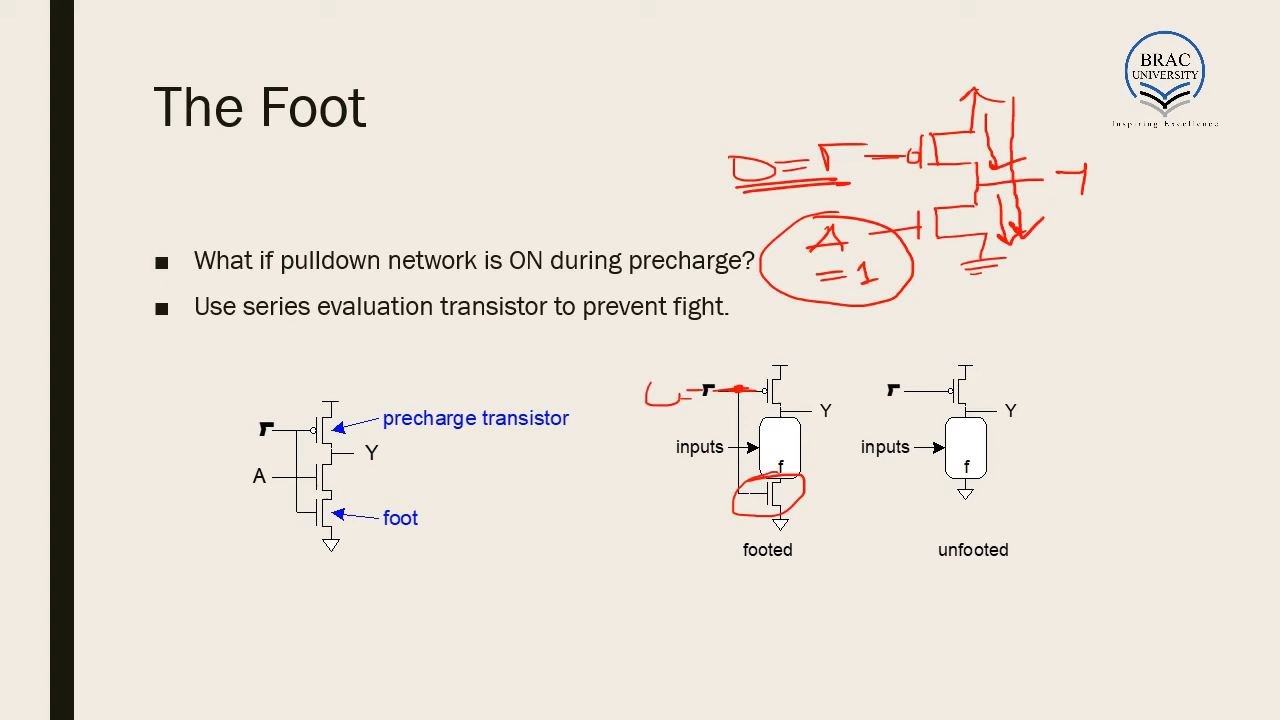 BRAC
UNIVERSITY
Inspiring Excellence
The Foot
A
= 1
■ What if pulldown network is ON during precharge?
■ Use series evaluation transistor to prevent fight.
precharge transistor
Y
A
foot
Y
inputs
f
footed
Y
inputs
f
unfooted